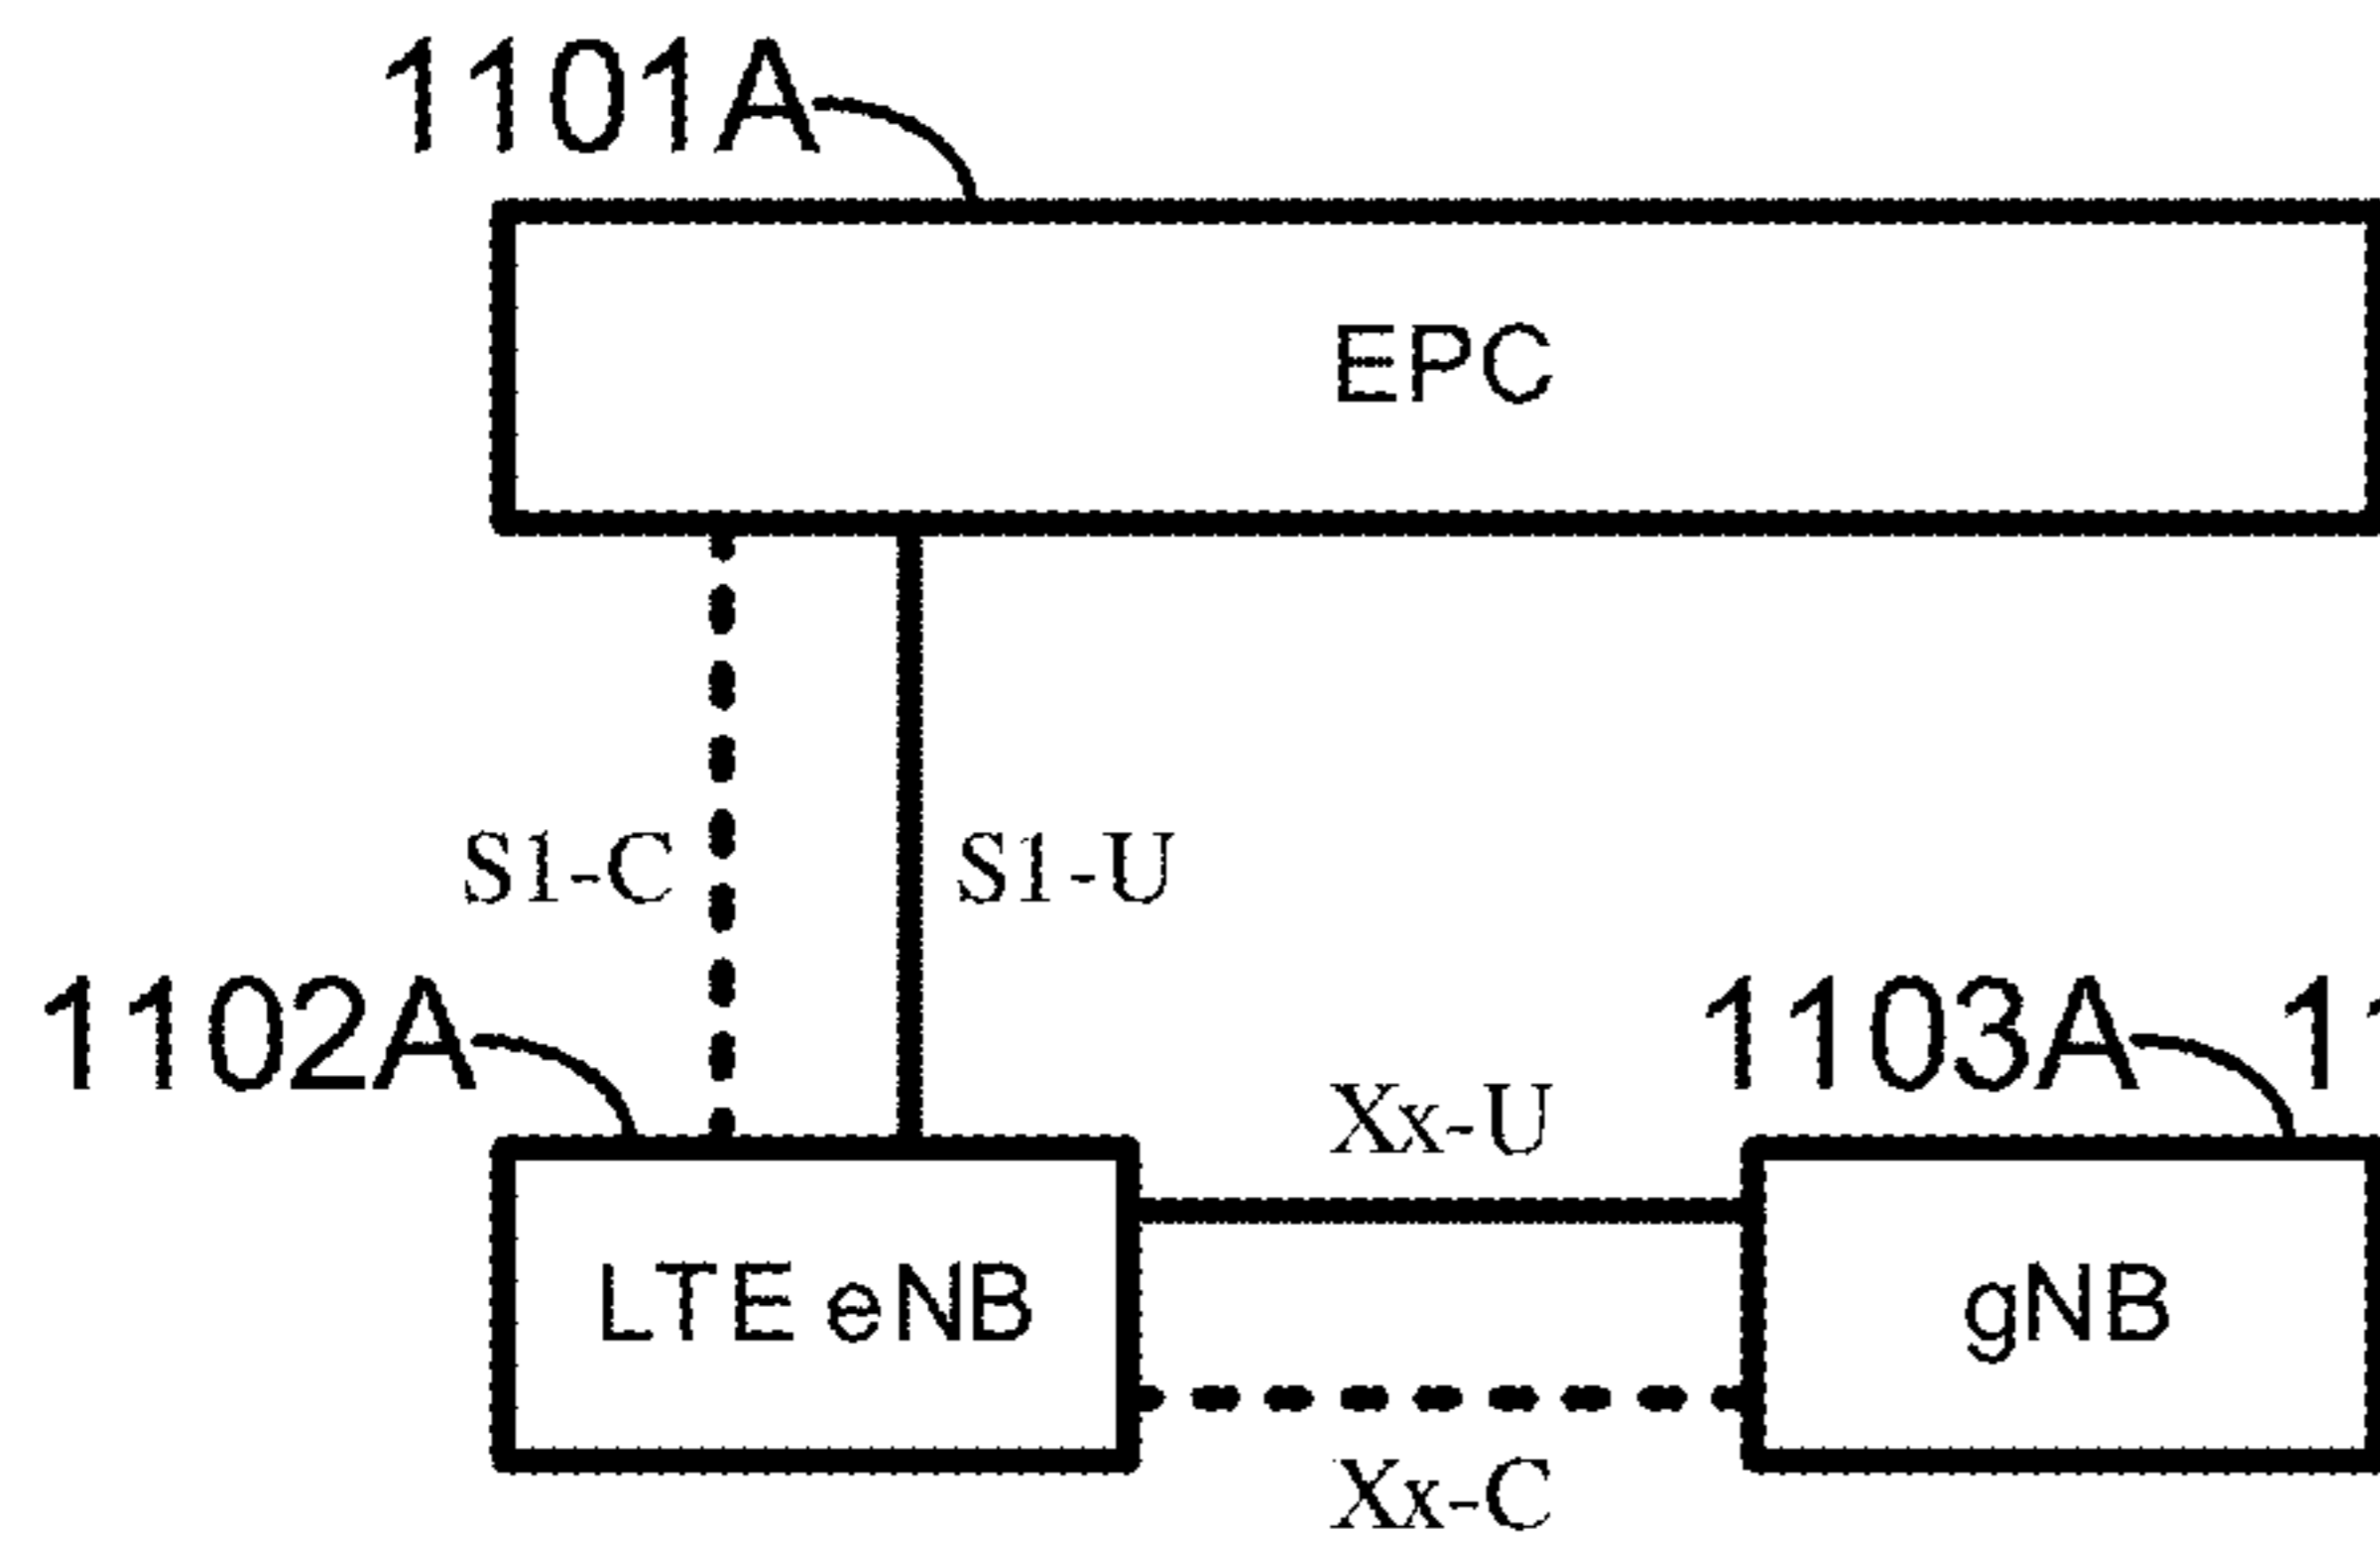 1101A
EPC
S1-C S1-U
1102A 1103A
Xx-U
LTE eNB gNB
Xx-C